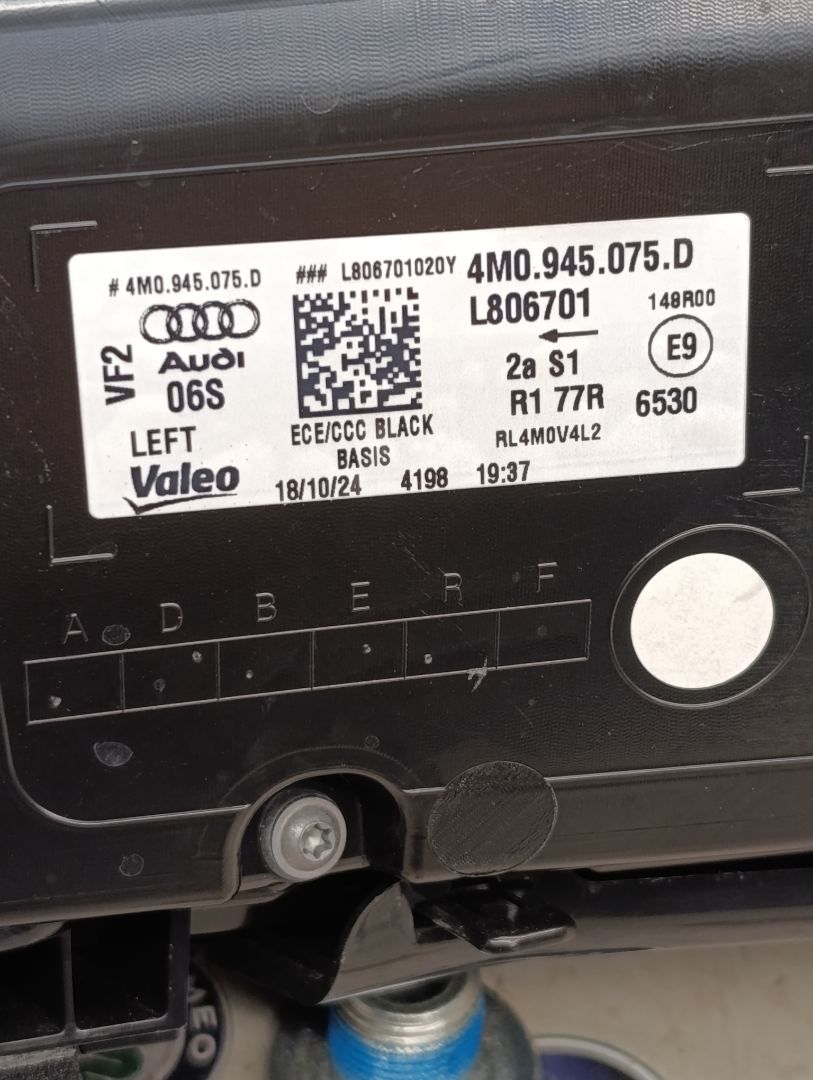 # 4M0.945.075.D
### L806701020Y
4M0.945.075.D
L806701
148R00
VF2
Audi
06S
2a S1
E9
R1 77R
6530
LEFT
ECE/CCC BLACK
BASIS
RL4M0V4L2
Valeo
18/10/24 4198 19:37
A D B E R F